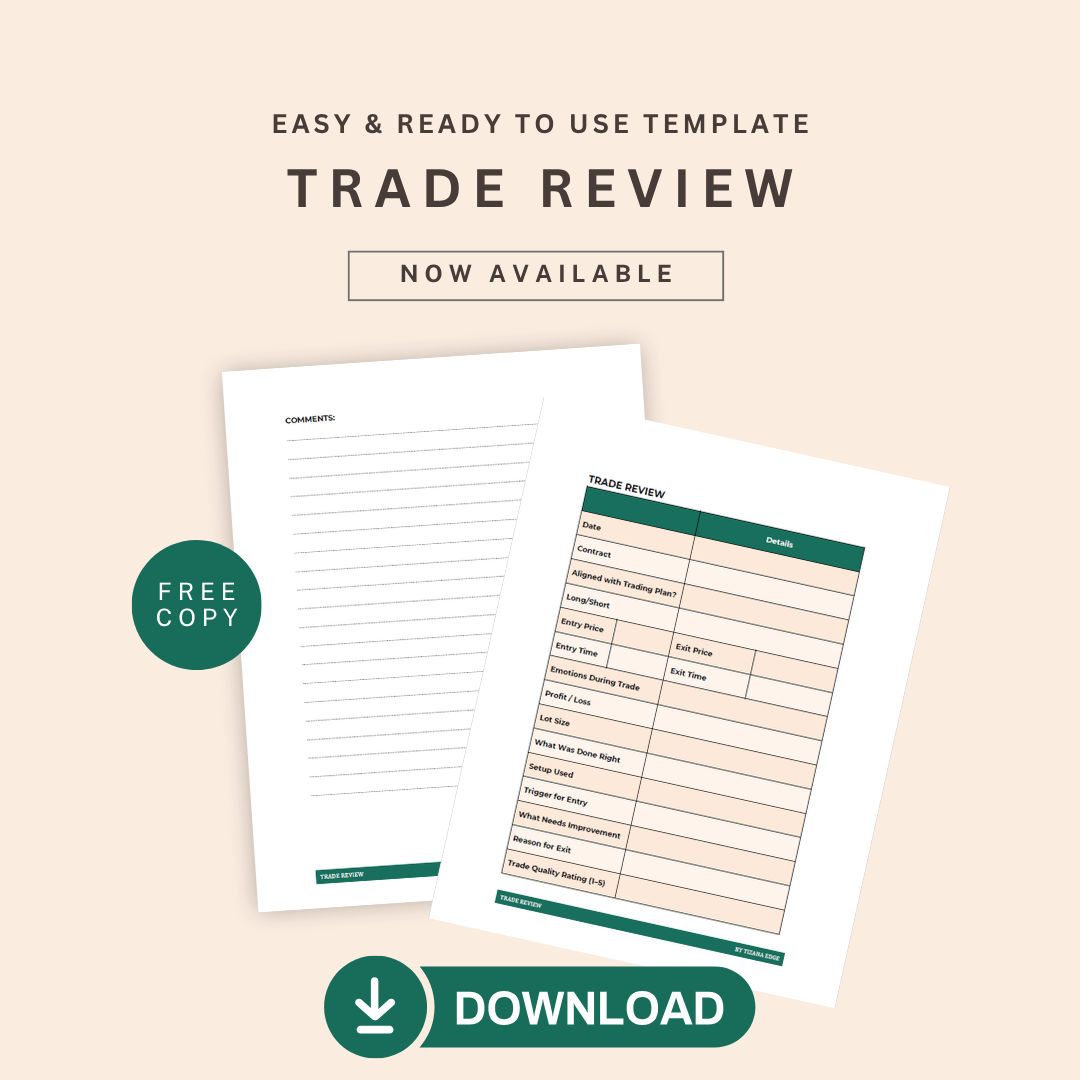 EASY & READY TO USE TEMPLATE
TRADE REVIEW
NOW AVAILABLE
COMMENTS:
TRADE REVIEW
FREE
COPY
TRADE REVIEW
Details
Date
Contract
Aligned with Trading Plan?
Long/Short
Entry Price
Exit Price
Entry Time
Exit Time
Emotions During Trade
Profit / Loss
Lot Size
What Was Done Right
Setup Used
Trigger for Entry
What Needs Improvement
Reason for Exit
Trade Quality Rating (1–5)
TRADE REVIEW
BY TIZANA EDGE
DOWNLOAD